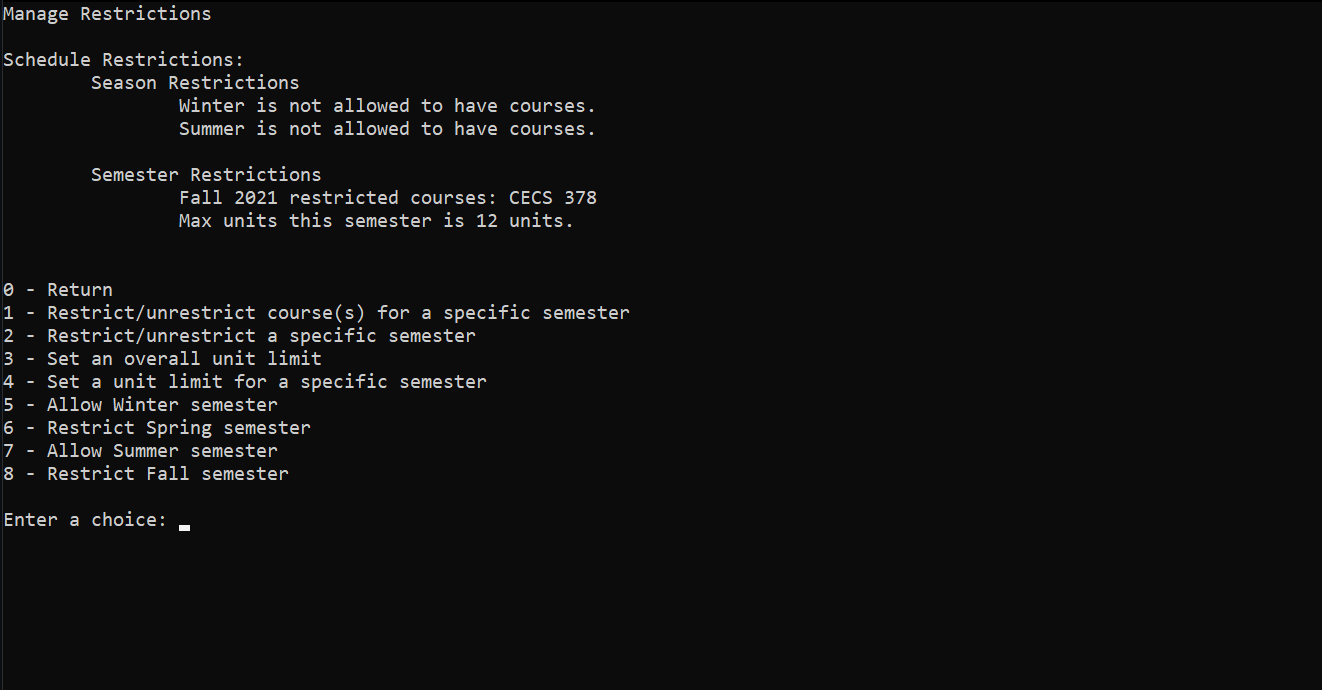 Manage Restrictions
Schedule Restrictions:
Season Restrictions
Winter is not allowed to have courses.
Summer is not allowed to have courses.
Semester Restrictions
Fall 2021 restricted courses: CECS 378
Max units this semester is 12 units.
0 - Return
1 - Restrict/unrestrict course(s) for a specific semester
2 - Restrict/unrestrict a specific semester
3 - Set an overall unit limit
4 - Set a unit limit for a specific semester
5 - Allow Winter semester
6 - Restrict Spring semester
7 - Allow Summer semester
8 - Restrict Fall semester
Enter a choice: